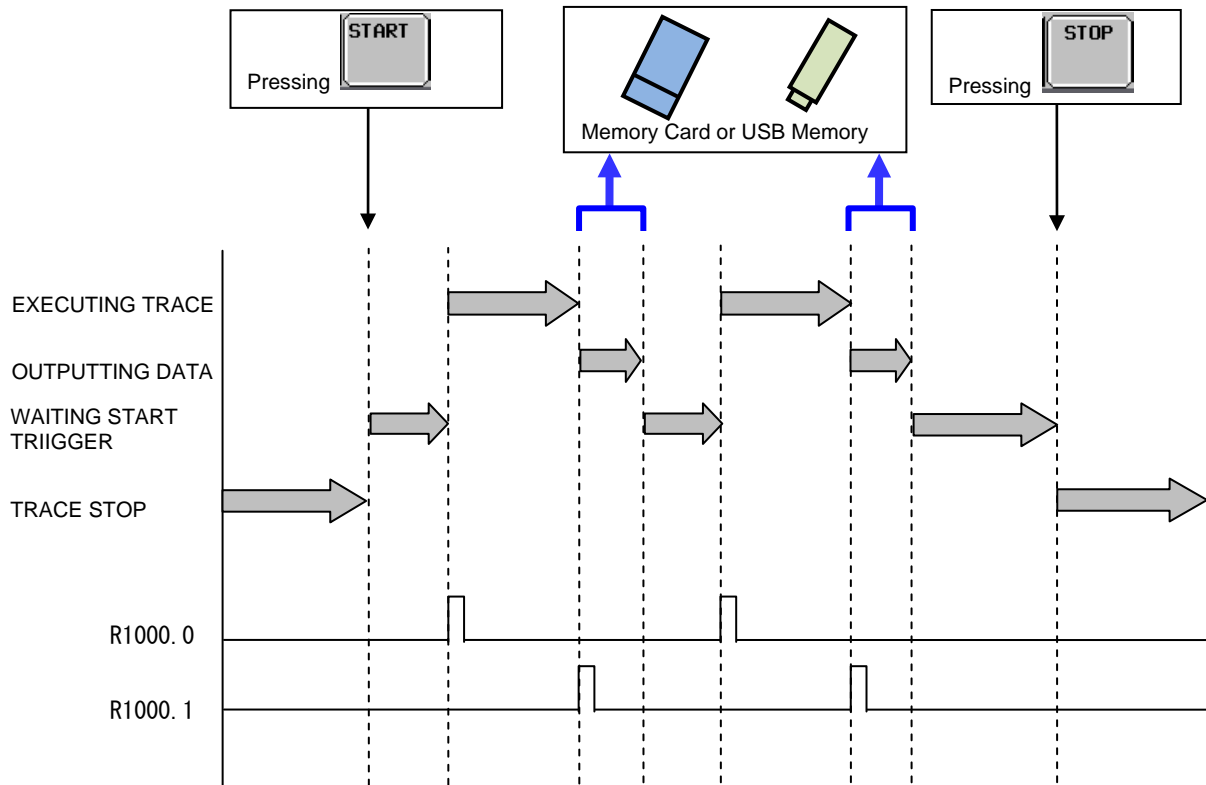 START
Pressing
Memory Card or USB Memory
STOP
Pressing
EXECUTING TRACE
OUTPUTTING DATA
WAITING START
TRIIGGER
TRACE STOP
R1000.0
R1000.1